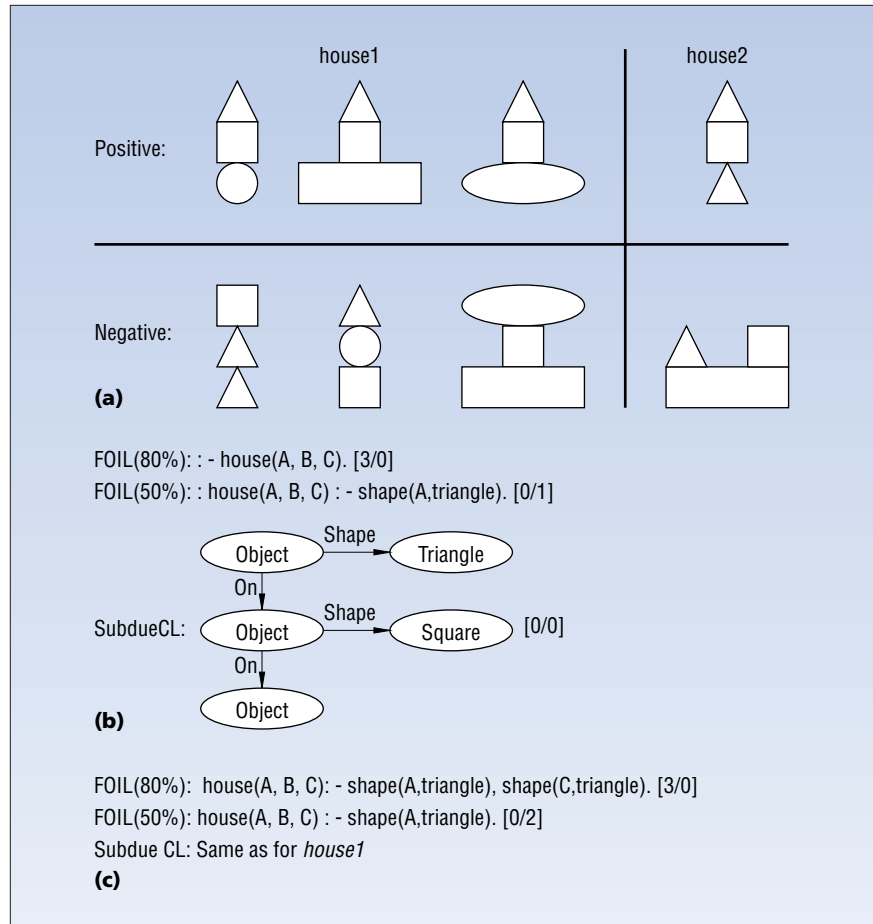 house1 house2
Positive:
Negative:
(a)
FOIL(80%): : - house(A, B, C). [3/0]
FOIL(50%): : house(A, B, C) : - shape(A,triangle). [0/1]
Shape
Object Triangle
On
Shape
SubdueCL: Object Square [0/0]
On
Object
(b)
FOIL(80%): house(A, B, C): - shape(A,triangle), shape(C,triangle). [3/0]
FOIL(50%): house(A, B, C) : - shape(A,triangle). [0/2]
Subdue CL: Same as for house1
(c)